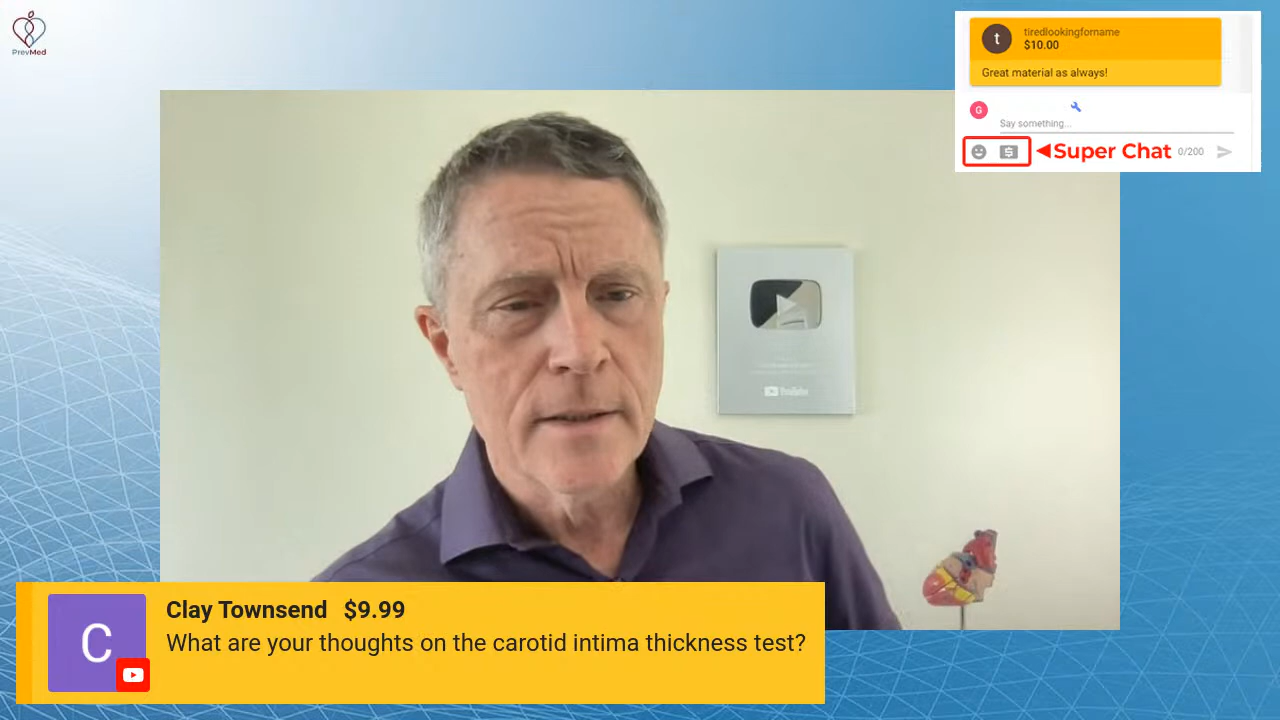 PrevMed
t
tiredlookingforname
$10.00
Great material as always!
G
Say something...
Super Chat
0/200
YouTube
C
Clay Townsend $9.99
What are your thoughts on the carotid intima thickness test?